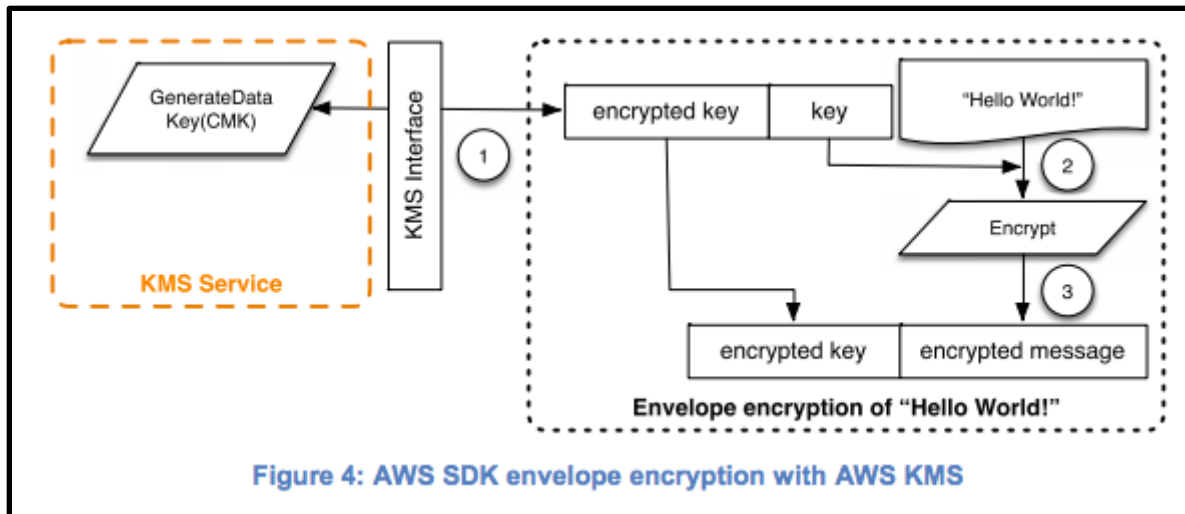 GenerateData
Key(CMK)
KMS Service
KMS Interface
1
encrypted key
key
“Hello World!”
2
Encrypt
3
encrypted key
encrypted message
Envelope encryption of “Hello World!”
Figure 4: AWS SDK envelope encryption with AWS KMS